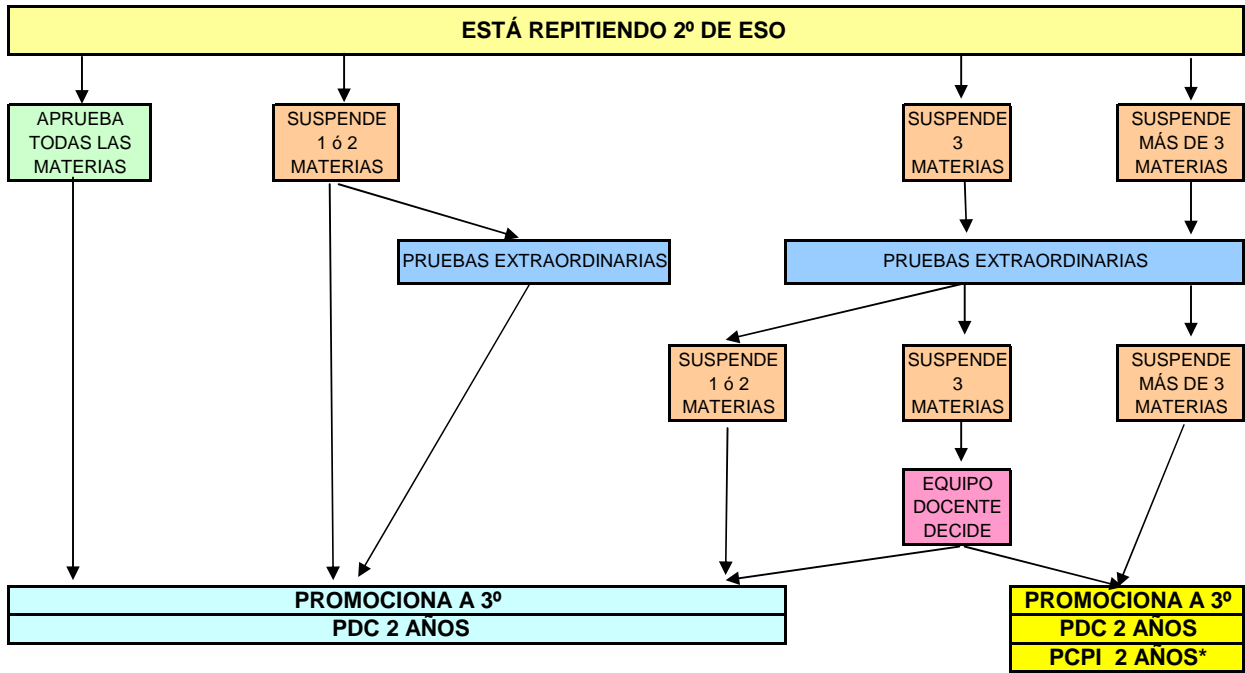 ESTÁ REPITIENDO 2º DE ESO
APRUEBA
TODAS LAS
MATERIAS
SUSPENDE
1 ó 2
MATERIAS
SUSPENDE
3
MATERIAS
SUSPENDE
MÁS DE 3
MATERIAS
PRUEBAS EXTRAORDINARIAS
PRUEBAS EXTRAORDINARIAS
SUSPENDE
1 ó 2
MATERIAS
SUSPENDE
3
MATERIAS
SUSPENDE
MÁS DE 3
MATERIAS
EQUIPO
DOCENTE
DECIDE
PROMOCIONA A 3º
PDC 2 AÑOS
PROMOCIONA A 3º
PDC 2 AÑOS
PCPI 2 AÑOS*